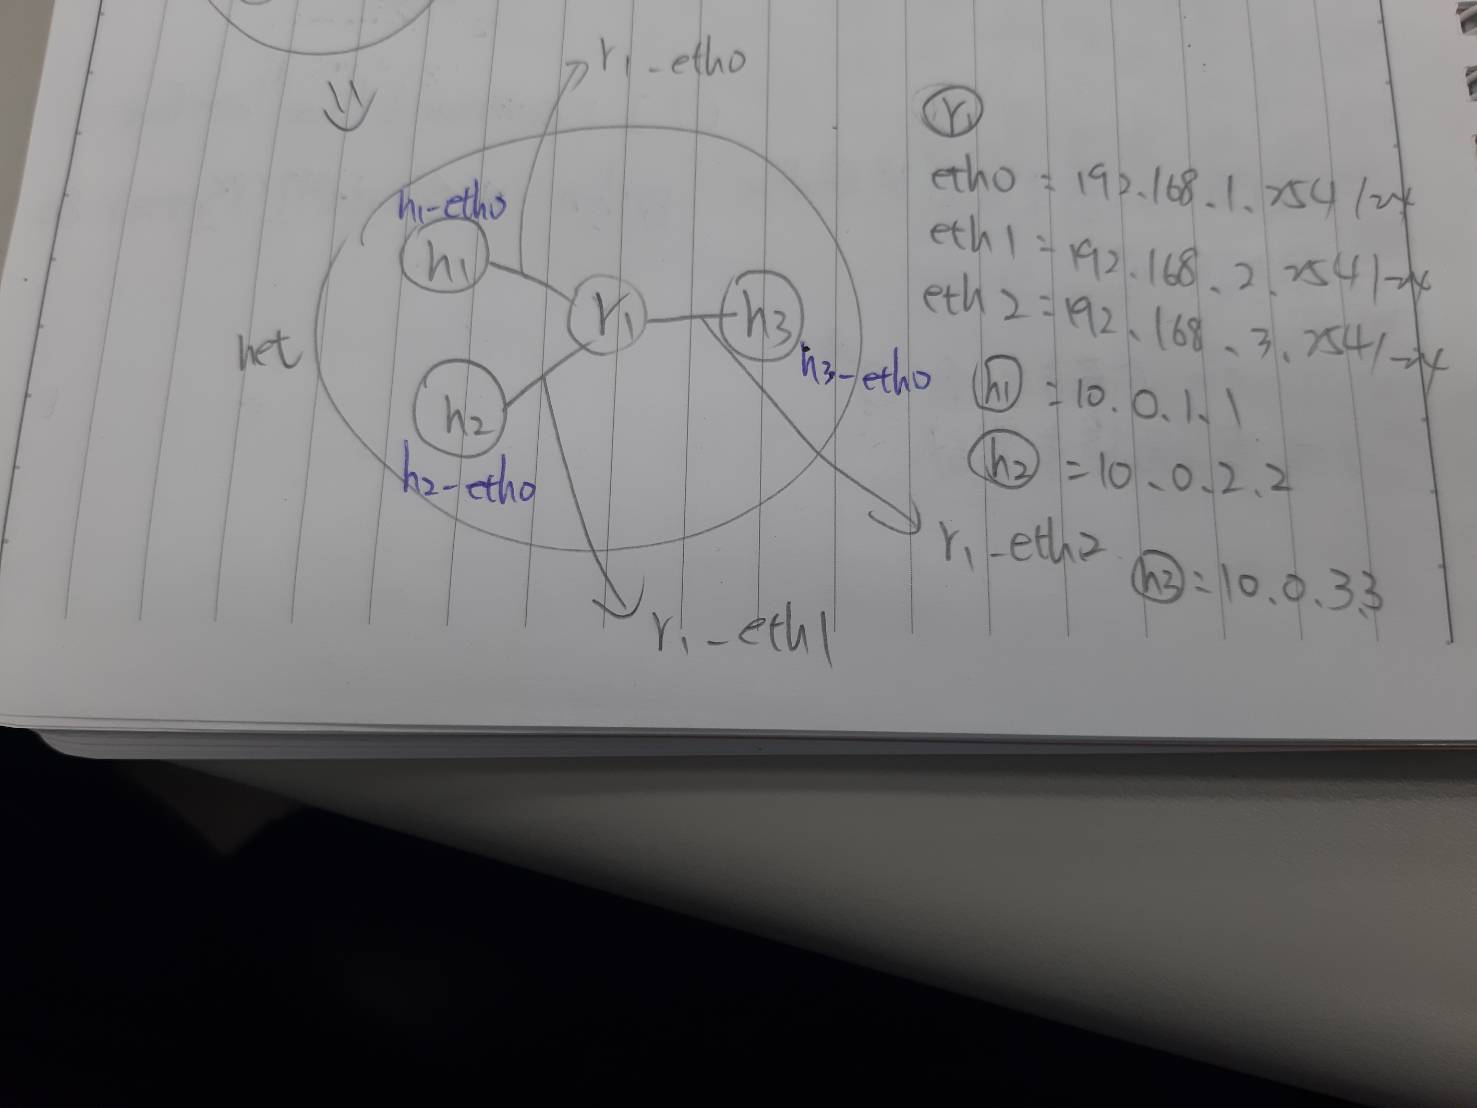 r1-eth0
h1-eth0
h1
r1
h3
net
h3-eth0
h2
h2-eth0
r1-eth1
r1-eth2
r1
eth0 = 192.168.1.254/24
eth1 = 192.168.2.254/24
eth2 = 192.168.3.254/24
h1 = 10.0.1.1
h2 = 10.0.2.2
h3 = 10.0.3.3